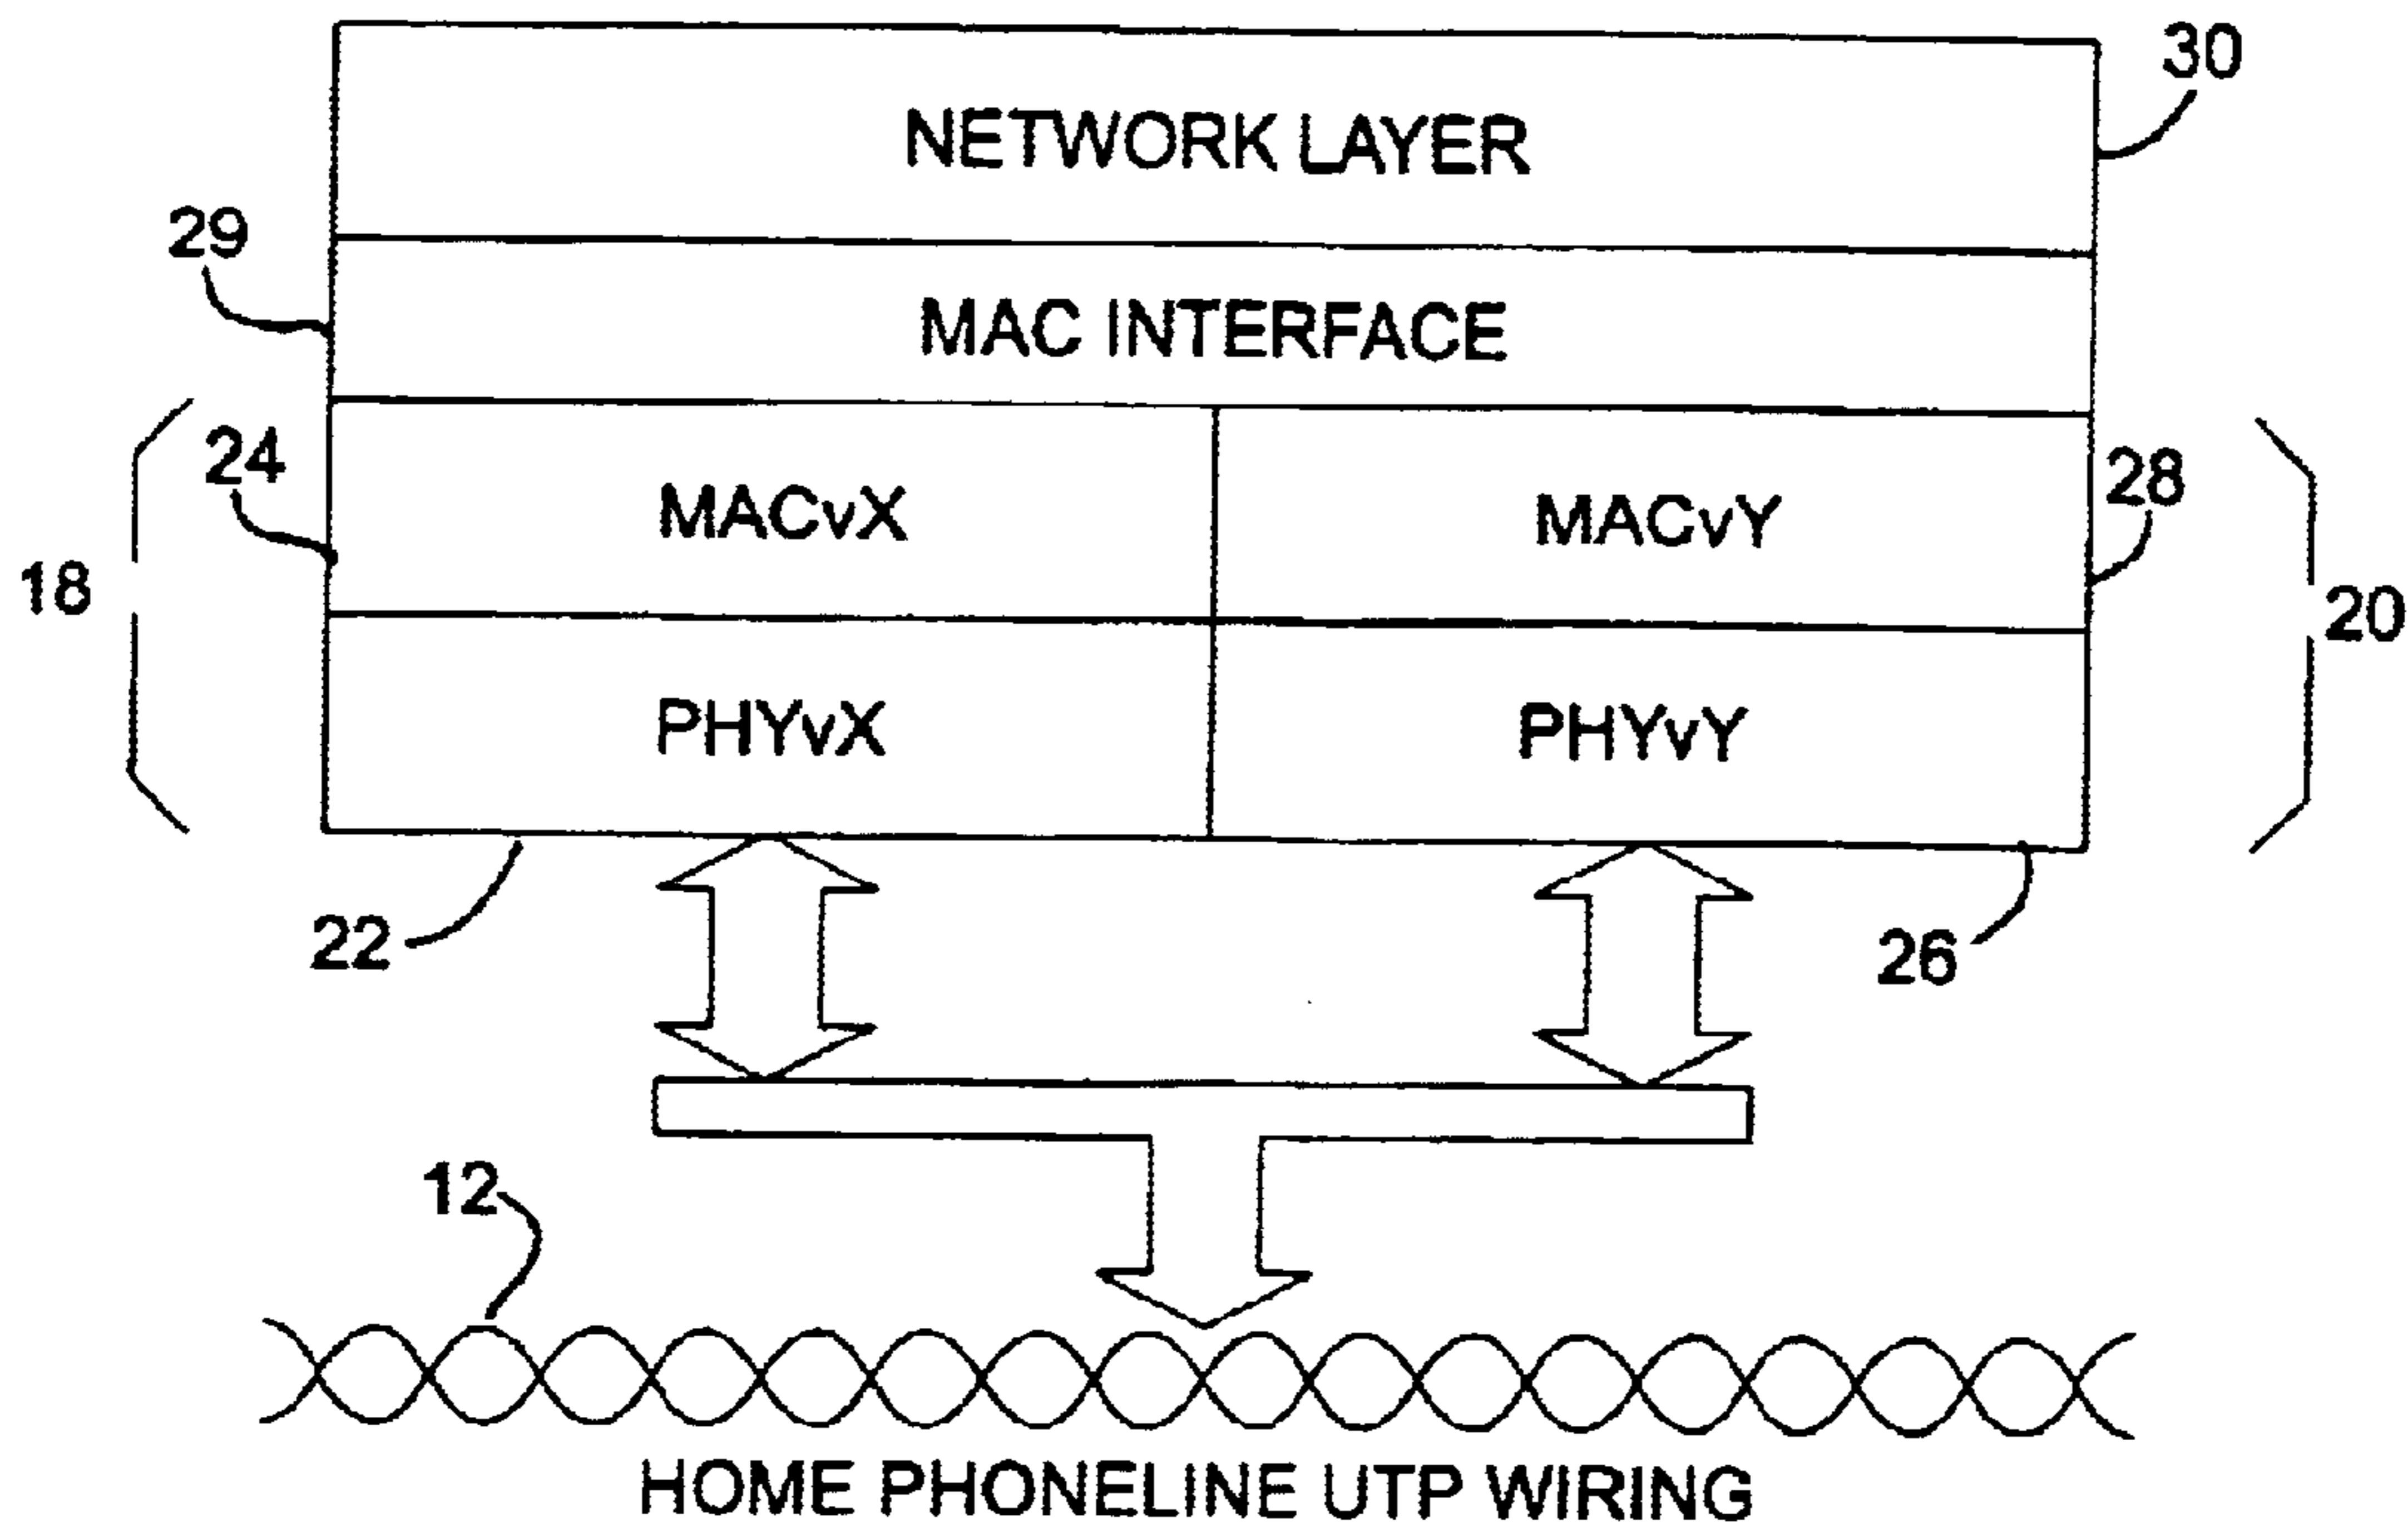 30
NETWORK LAYER
29
MAC INTERFACE
24
MACvX
MACvY
28
18
20
PHYvX
PHYvY
22
26
12
HOME PHONELINE UTP WIRING